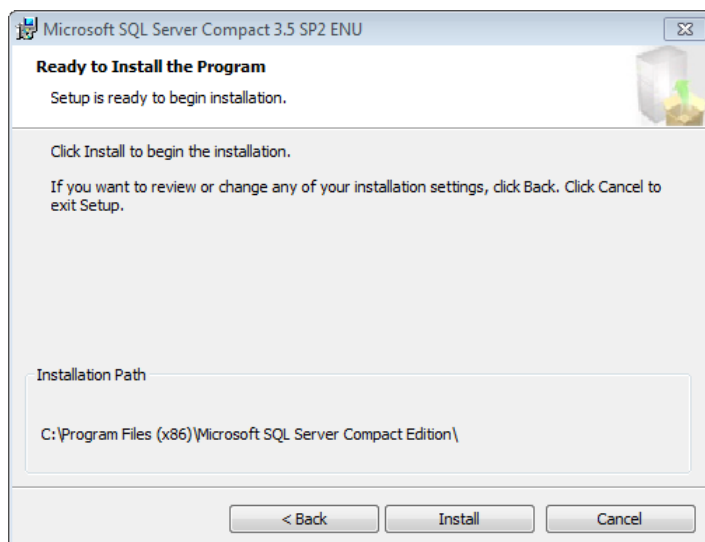 Microsoft SQL Server Compact 3.5 SP2 ENU
Ready to Install the Program
Setup is ready to begin installation.
Click Install to begin the installation.
If you want to review or change any of your installation settings, click Back. Click Cancel to
exit Setup.
Installation Path
C:\Program Files (x86)\Microsoft SQL Server Compact Edition\
< Back Install Cancel